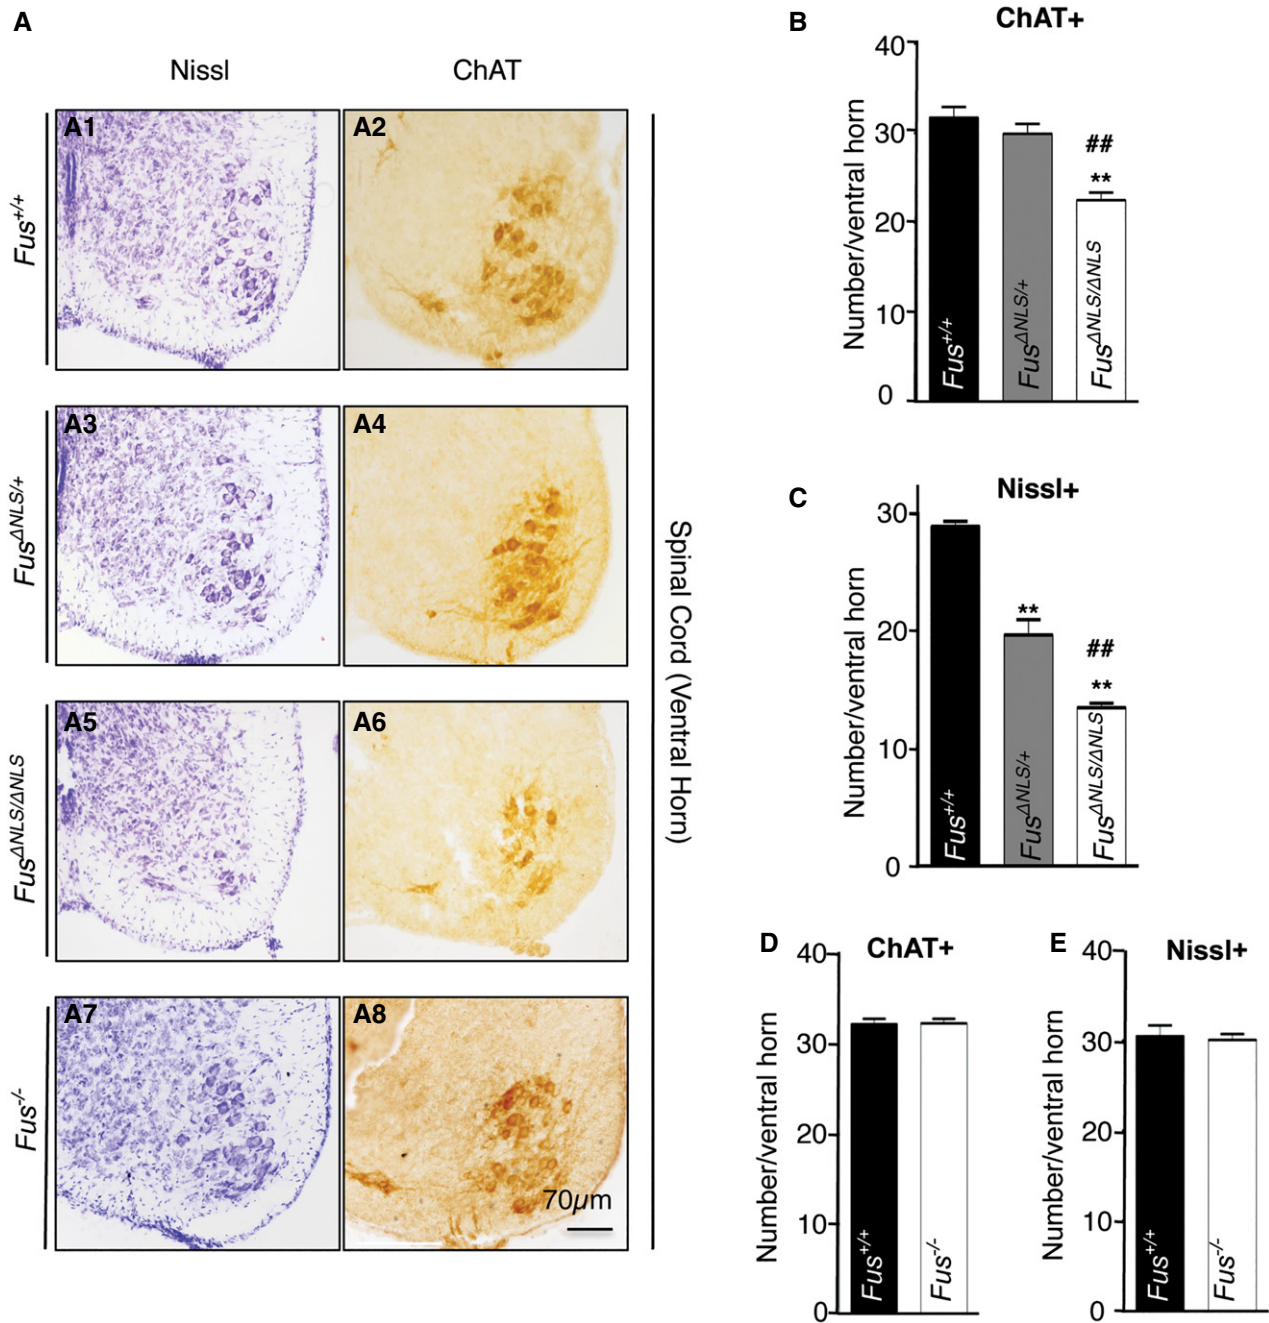 A
Nissl
ChAT
Fus+/+
A1
A2
FusΔNLS/+
A3
A4
FusΔNLS/ΔNLS
A5
A6
Fus-/-
A7
A8
70µm
Spinal Cord (Ventral Horn)
B
ChAT+
Number/ventral horn
40
30
20
10
0
##
**
Fus+/+
FusΔNLS/+
FusΔNLS/ΔNLS
C
Nissl+
Number/ventral horn
30
20
10
0
**
##
**
Fus+/+
FusΔNLS/+
FusΔNLS/ΔNLS
D
ChAT+
Number/ventral horn
40
30
20
10
0
Fus+/+
Fus-/-
E
Nissl+
Number/ventral horn
40
30
20
10
0
Fus+/+
Fus-/-